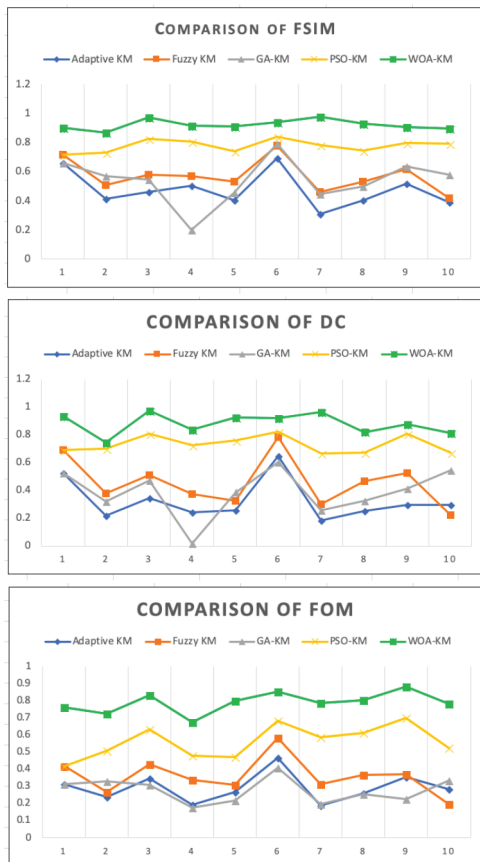 COMPARISON OF FSIM
Adaptive KM Fuzzy KM GA-KM PSO-KM WOA-KM
1.2
1
0.8
0.6
0.4
0.2
0
1 2 3 4 5 6 7 8 9 10
COMPARISON OF DC
Adaptive KM Fuzzy KM GA-KM PSO-KM WOA-KM
1.2
1
0.8
0.6
0.4
0.2
0
1 2 3 4 5 6 7 8 9 10
COMPARISON OF FOM
Adaptive KM Fuzzy KM GA-KM PSO-KM WOA-KM
1
0.9
0.8
0.7
0.6
0.5
0.4
0.3
0.2
0.1
0
1 2 3 4 5 6 7 8 9 10